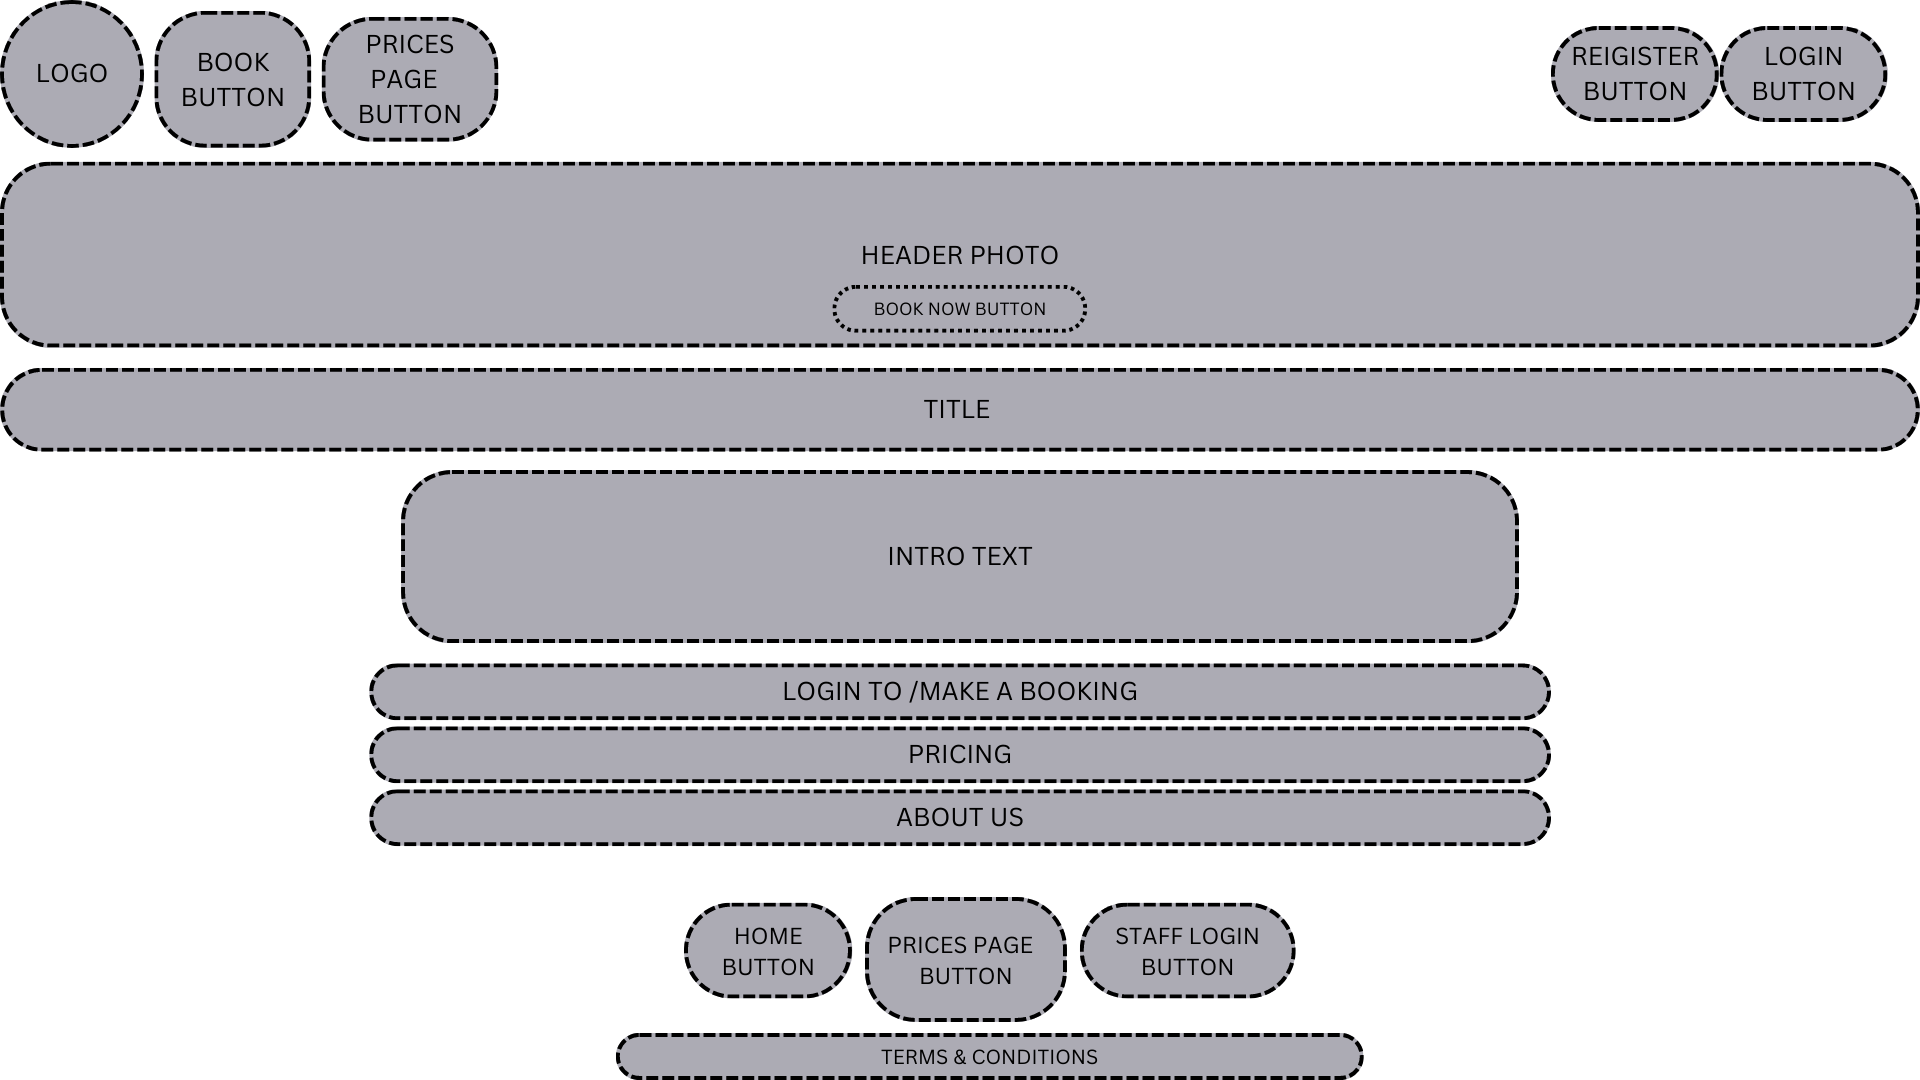 LOGO
BOOK
BUTTON
PRICES
PAGE
BUTTON
REIGISTER
BUTTON
LOGIN
BUTTON
HEADER PHOTO
BOOK NOW BUTTON
TITLE
INTRO TEXT
LOGIN TO /MAKE A BOOKING
PRICING
ABOUT US
HOME
BUTTON
PRICES PAGE
BUTTON
STAFF LOGIN
BUTTON
TERMS & CONDITIONS